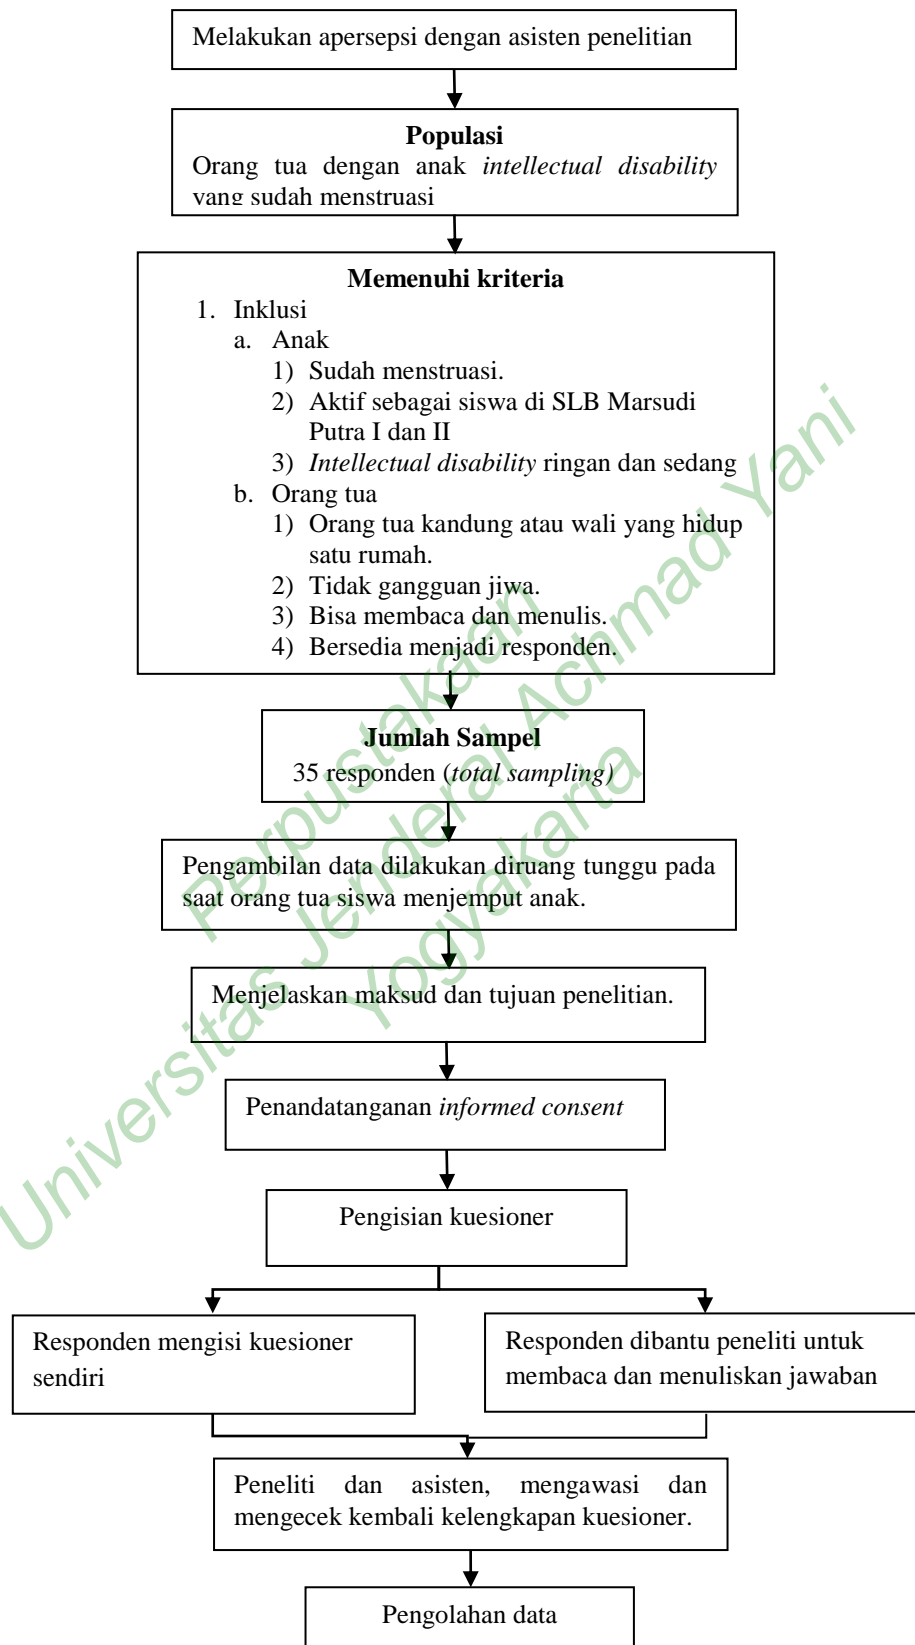 Melakukan apersepsi dengan asisten penelitian
Populasi
Orang tua dengan anak intellectual disability
yang sudah menstruasi
Memenuhi kriteria
1. Inklusi
a. Anak
1) Sudah menstruasi.
2) Aktif sebagai siswa di SLB Marsudi
Putra I dan II
3) Intellectual disability ringan dan sedang
b. Orang tua
1) Orang tua kandung atau wali yang hidup
satu rumah.
2) Tidak gangguan jiwa.
3) Bisa membaca dan menulis.
4) Bersedia menjadi responden.
Jumlah Sampel
35 responden (total sampling)
Pengambilan data dilakukan diruang tunggu pada
saat orang tua siswa menjemput anak.
Menjelaskan maksud dan tujuan penelitian.
Penandatanganan informed consent
Pengisian kuesioner
Responden mengisi kuesioner
sendiri
Responden dibantu peneliti untuk
membaca dan menuliskan jawaban
Peneliti dan asisten, mengawasi dan
mengecek kembali kelengkapan kuesioner.
Pengolahan data
Perpustakaan
Universitas Jenderal Achmad Yani
Yogyakarta